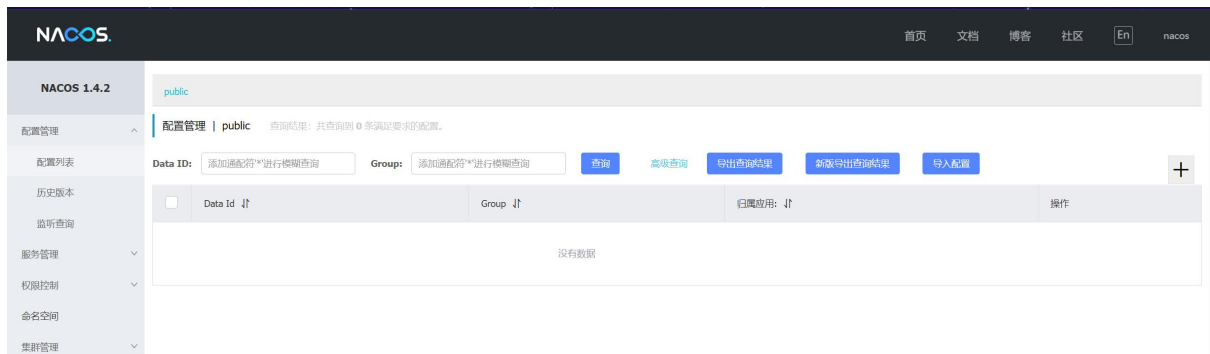 NACOS.
首页 文档 博客 社区 En nacos
NACOS 1.4.2
public
配置管理
配置管理 | public 查询结果:共查询到 0 条满足要求的配置。
配置列表
Data ID: 添加通配符'*'进行模糊查询 Group: 添加通配符'*'进行模糊查询 查询 高级查询 导出查询结果 新版导出查询结果 导入配置
历史版本
Data Id Group 归属应用: 操作
监听查询
没有数据
服务管理
权限控制
命名空间
集群管理